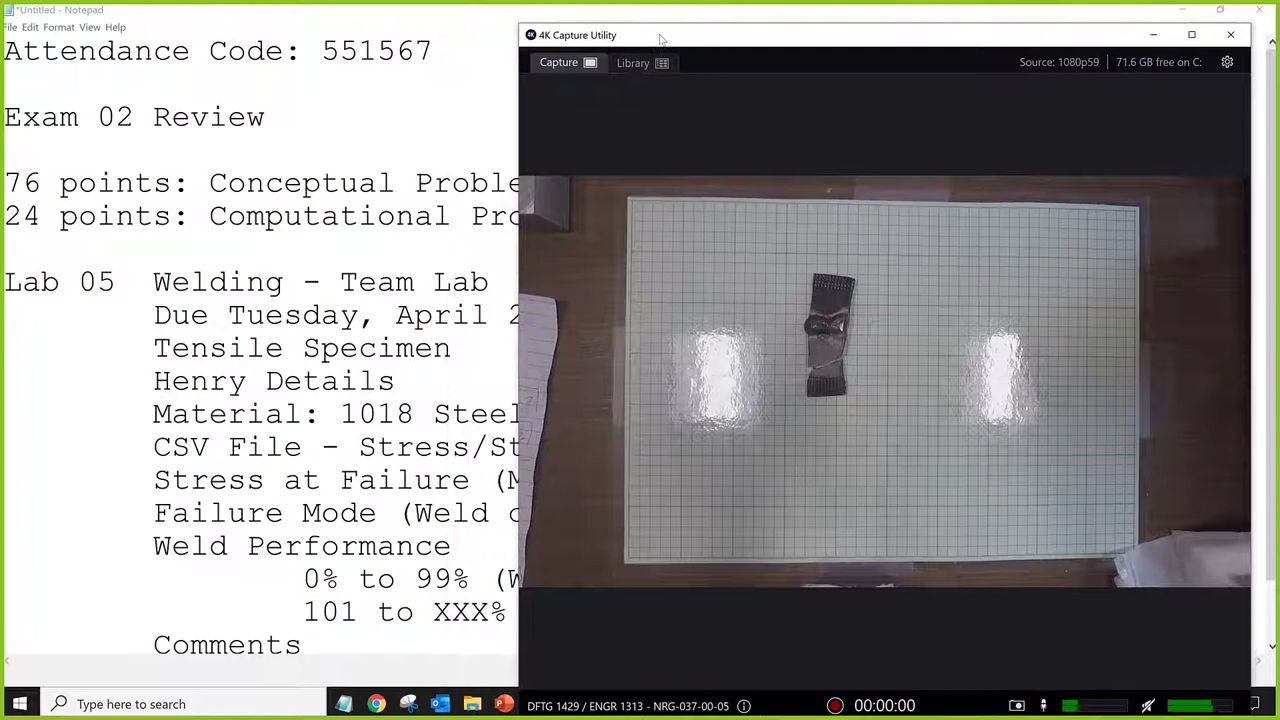 *Untitled - Notepad
File Edit Format View Help
Attendance Code: 551567
Exam 02 Review
76 points: Conceptual Proble
24 points: Computational Pro
Lab 05 Welding - Team Lab
Due Tuesday, April 2
Tensile Specimen
Henry Details
Material: 1018 Steel
CSV File - Stress/St
Stress at Failure (M
Failure Mode (Weld o
Weld Performance
0% to 99% (W
101 to XXX%
Comments
4K Capture Utility
Capture
Library
Source: 1080p59
71.6 GB free on C:
DFTG 1429 / ENGR 1313 - NRG-037-00-05
00:00:00
Type here to search